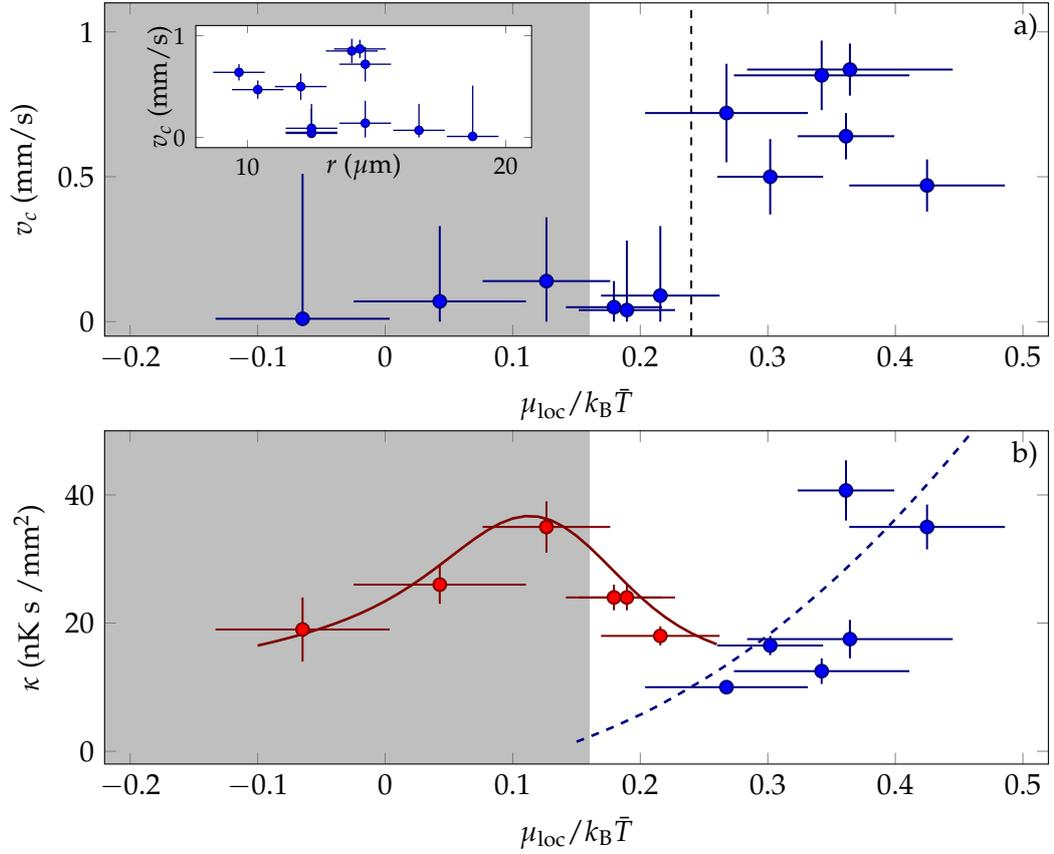 a)
1
0.5
0
v_c (mm/s)
1
0
v_c (mm/s)
10 20
r (μm)
−0.2 −0.1 0 0.1 0.2 0.3 0.4 0.5
μ_loc/k_B T̄
b)
40
20
0
κ (nK s /mm²)
−0.2 −0.1 0 0.1 0.2 0.3 0.4 0.5
μ_loc/k_B T̄